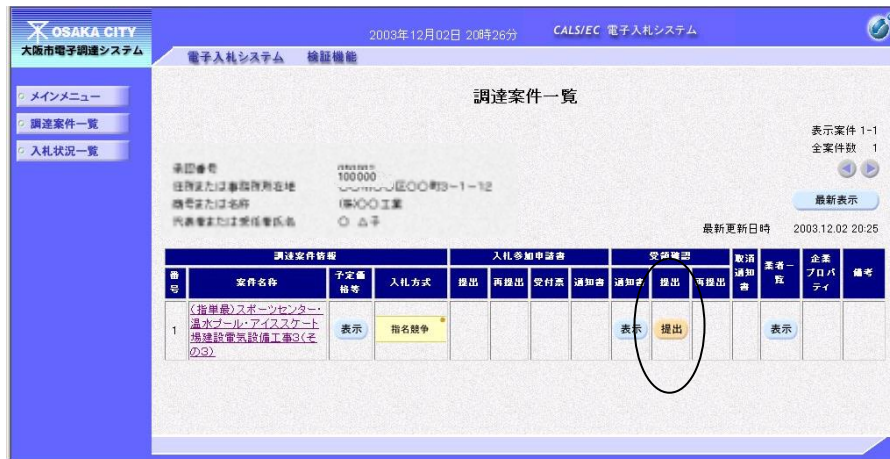 OSAKA CITY
大阪市電子調達システム
2003年12月02日 20時26分
CALS/EC 電子入札システム
電子入札システム 検証機能
メインメニュー
調達案件一覧
入札状況一覧
調達案件一覧
表示案件 1-1
全案件数 1
承認番号 100000
住所または事務所所在地 区〇〇町3-1-12
商号または名称 (株)〇〇工業
代表者または受任者氏名 〇 △子
最新表示
最新更新日時 2003.12.02 20:25
調達案件情報 入札参加申請書 受領確認 取消通知書 業者一覧 企業プロパティ 備考
番号 案件名称 予定価格等 入札方式 提出 再提出 受付票 通知書 通知書 提出 再提出
1 (指単最)スポーツセンター・
温水プール・アイススケート
場建設電気設備工事3(そ
の3)
表示 指名競争 表示 提出 表示